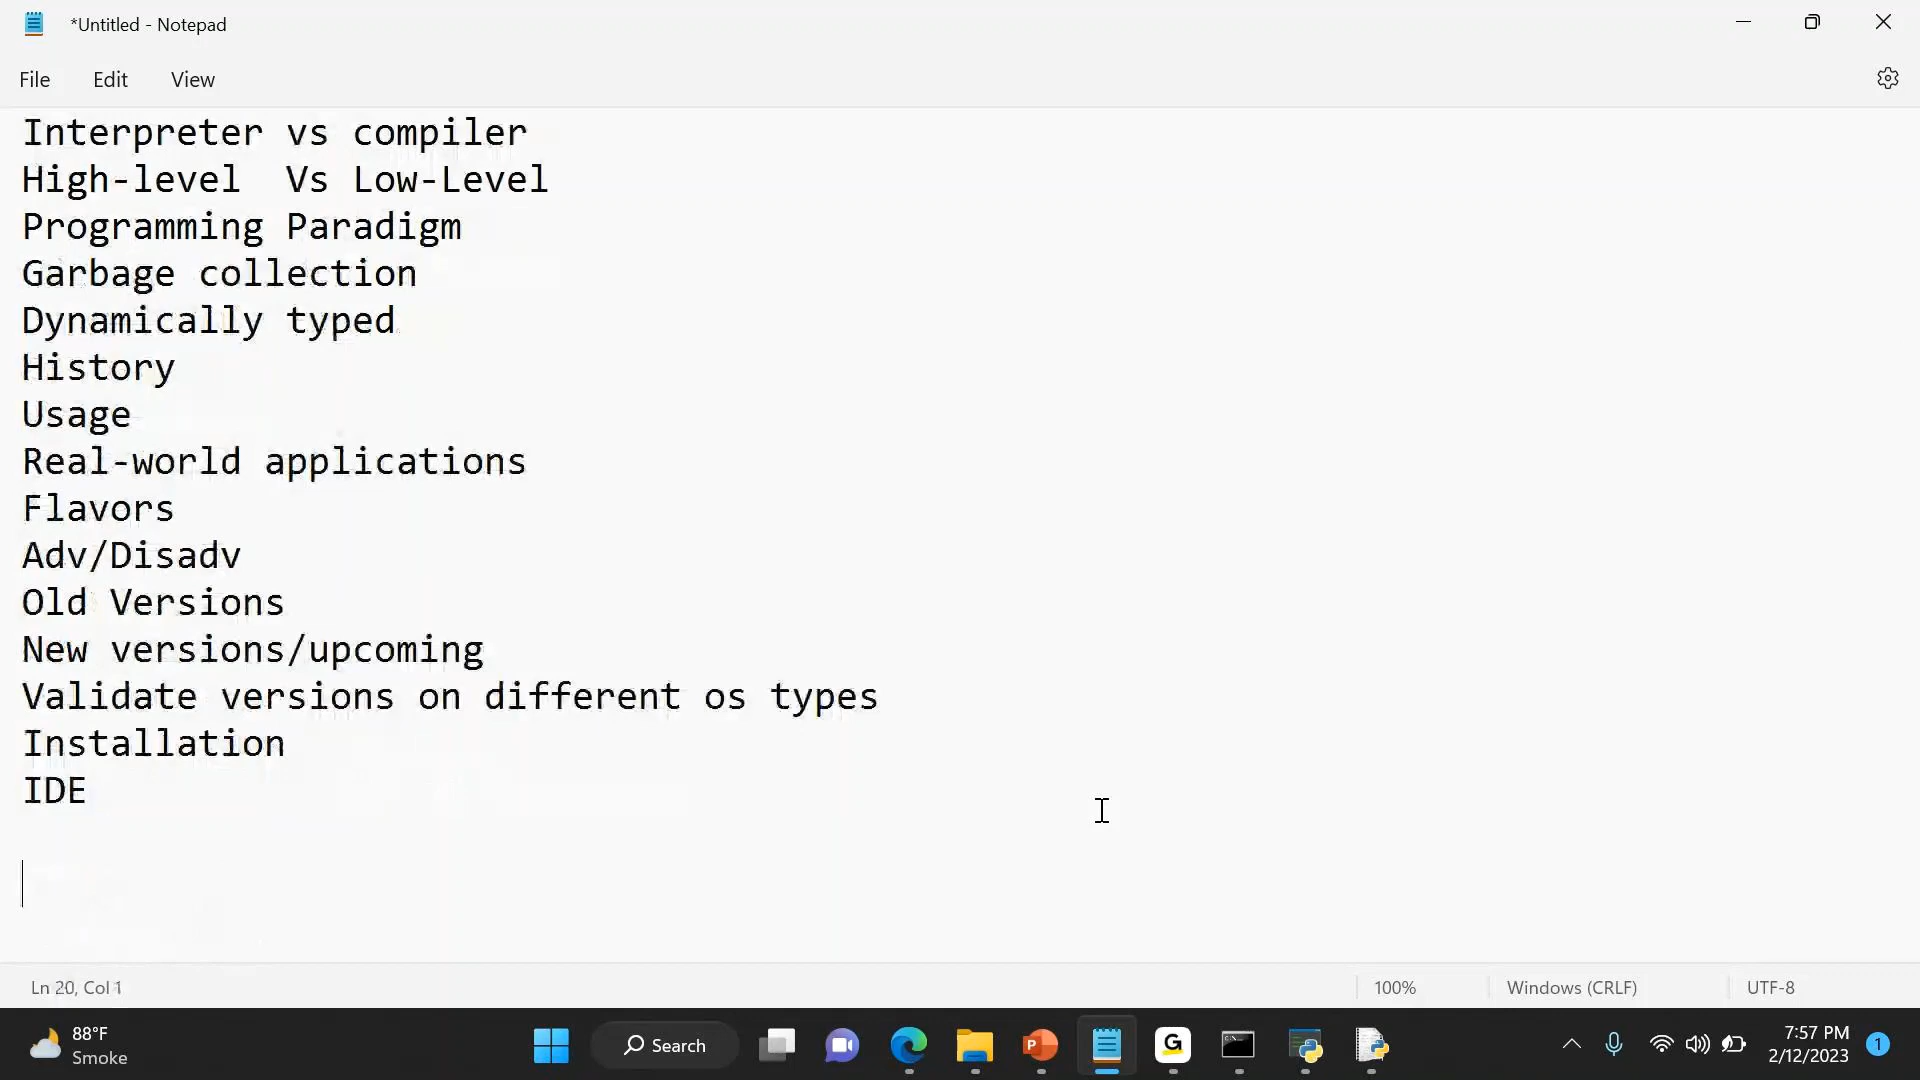 *Untitled - Notepad
File Edit View
Interpreter vs compiler
High-level  Vs Low-Level
Programming Paradigm
Garbage collection
Dynamically typed
History
Usage
Real-world applications
Flavors
Adv/Disadv
Old Versions
New versions/upcoming
Validate versions on different os types
Installation
IDE
Ln 20, Col 1 100% Windows (CRLF) UTF-8
88°F
Smoke
Search
P
G
7:57 PM
2/12/2023
1